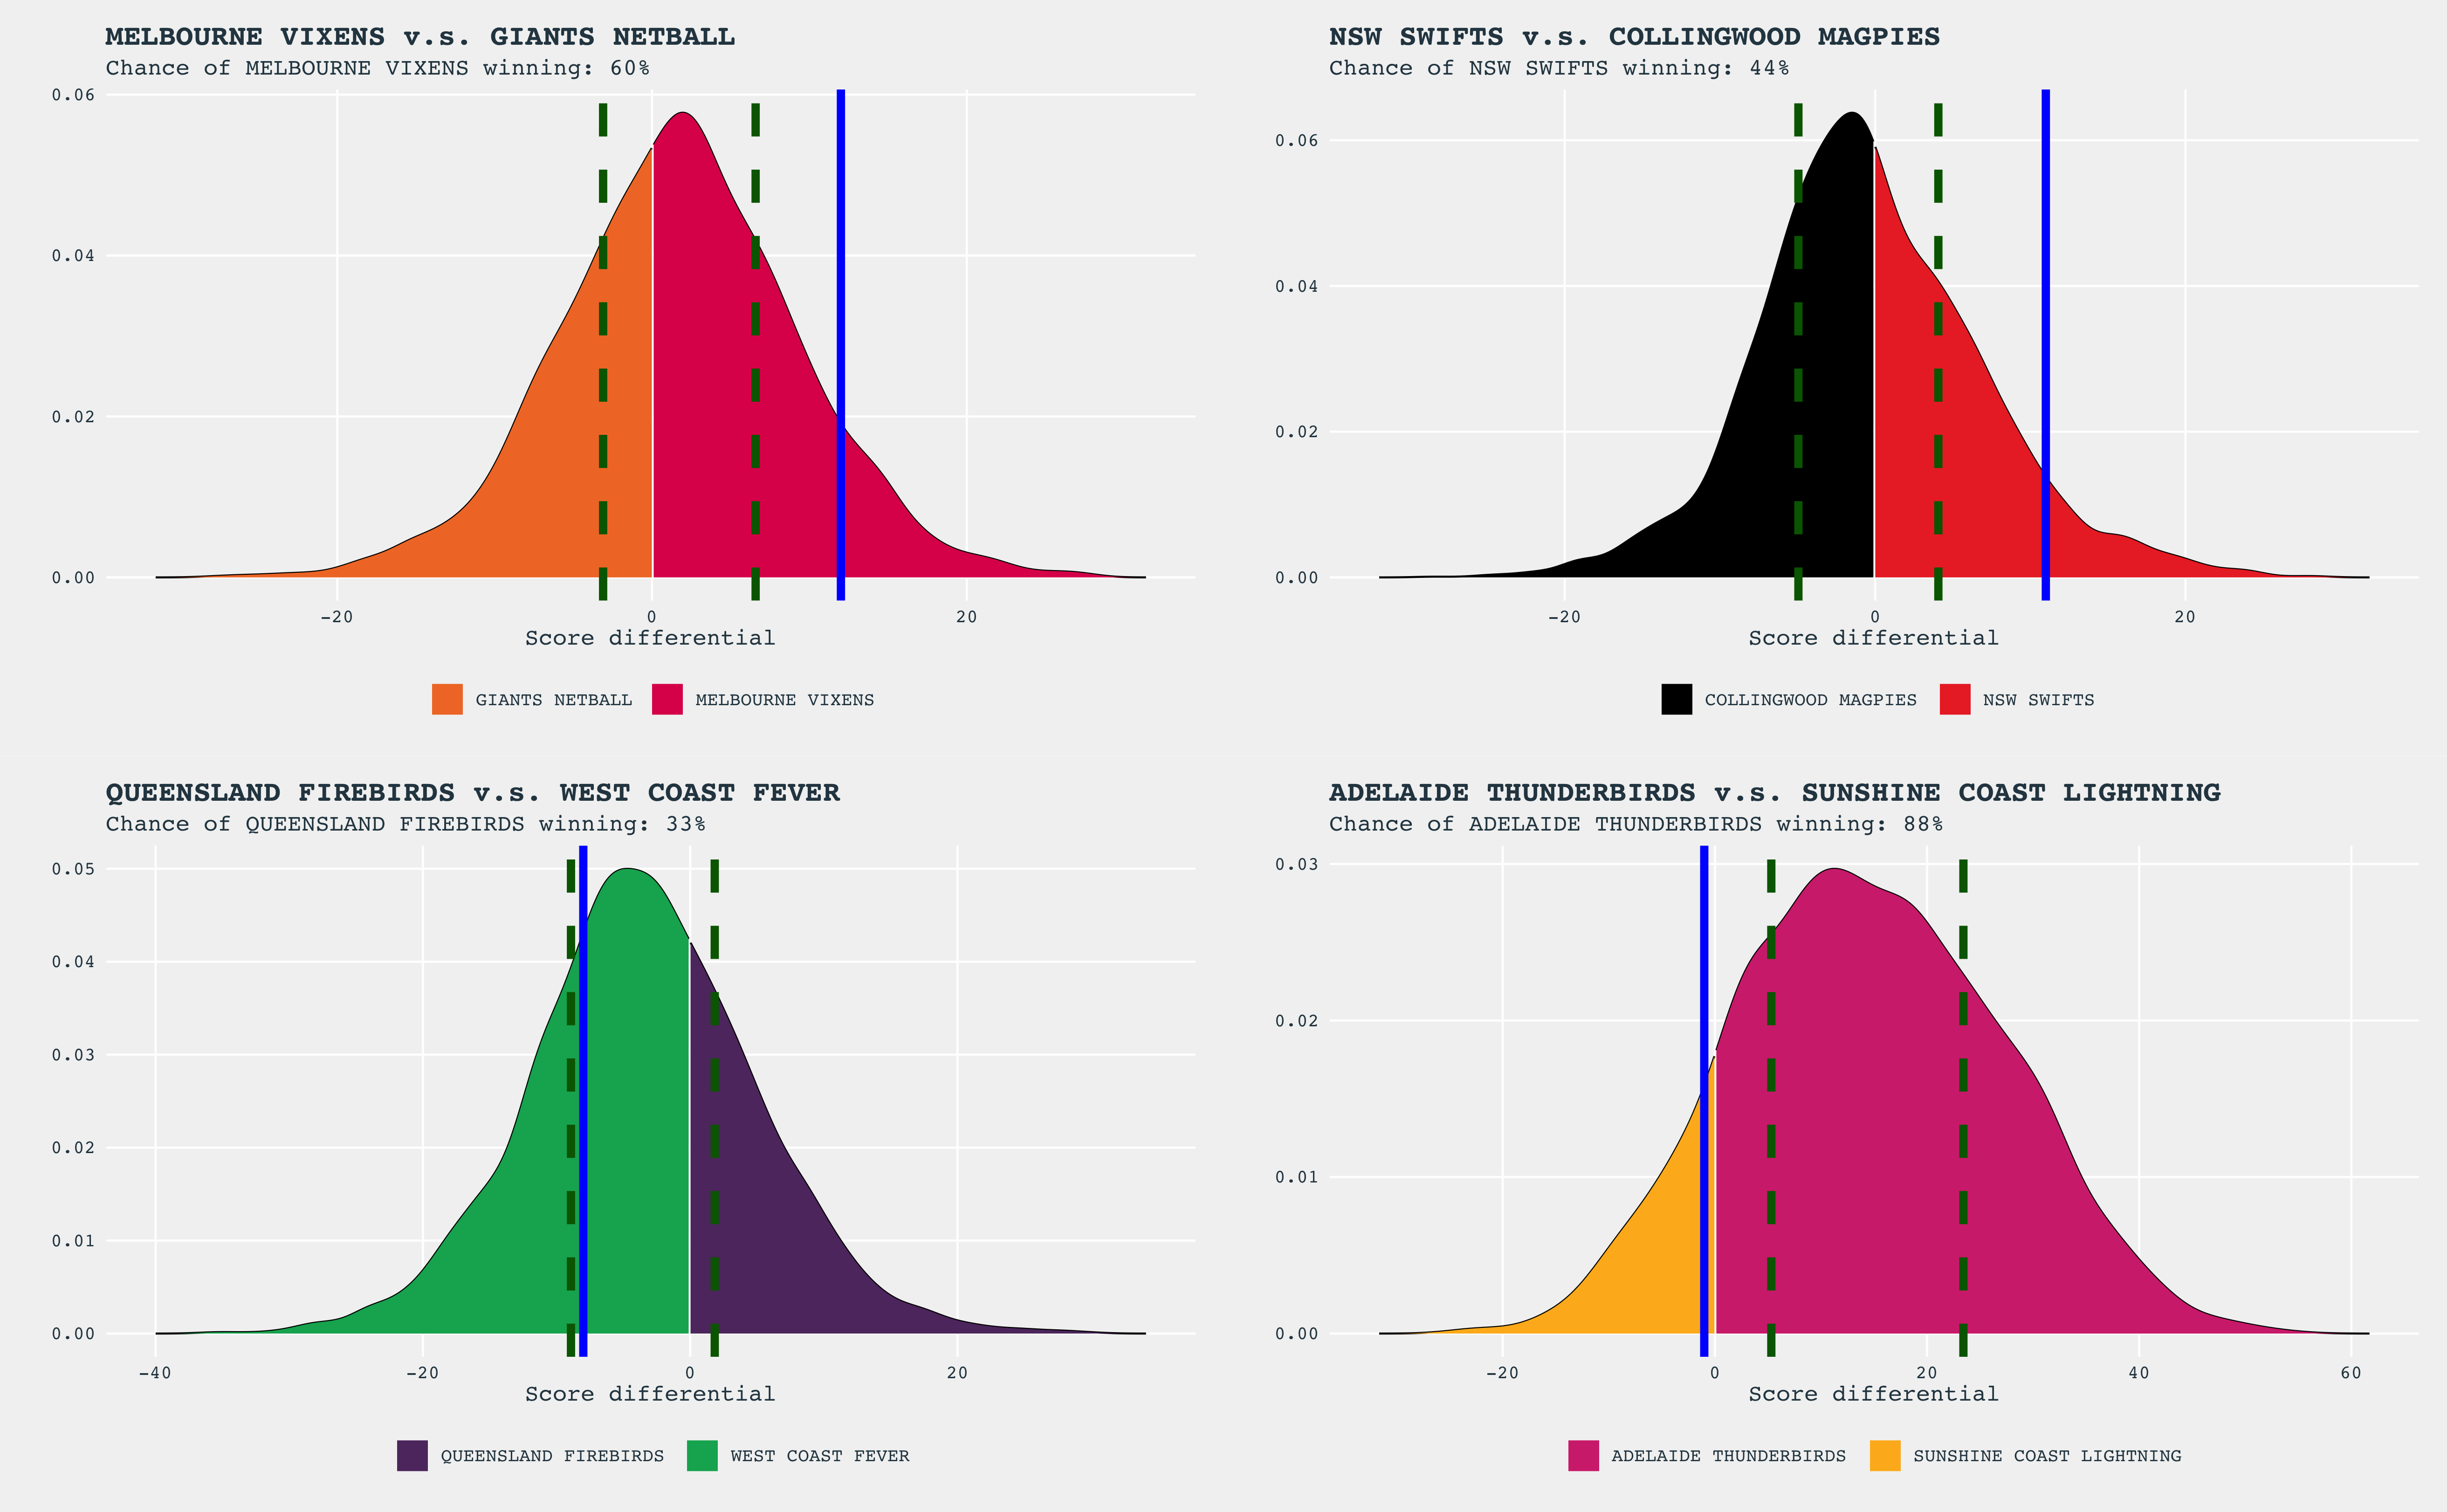 MELBOURNE VIXENS v.s. GIANTS NETBALL
Chance of MELBOURNE VIXENS winning: 60%
0.06
0.04
0.02
0.00
-20 0 20
Score differential
GIANTS NETBALL MELBOURNE VIXENS
NSW SWIFTS v.s. COLLINGWOOD MAGPIES
Chance of NSW SWIFTS winning: 44%
0.06
0.04
0.02
0.00
-20 0 20
Score differential
COLLINGWOOD MAGPIES NSW SWIFTS
QUEENSLAND FIREBIRDS v.s. WEST COAST FEVER
Chance of QUEENSLAND FIREBIRDS winning: 33%
0.05
0.04
0.03
0.02
0.01
0.00
-40 -20 0 20
Score differential
QUEENSLAND FIREBIRDS WEST COAST FEVER
ADELAIDE THUNDERBIRDS v.s. SUNSHINE COAST LIGHTNING
Chance of ADELAIDE THUNDERBIRDS winning: 88%
0.03
0.02
0.01
0.00
-20 0 20 40 60
Score differential
ADELAIDE THUNDERBIRDS SUNSHINE COAST LIGHTNING